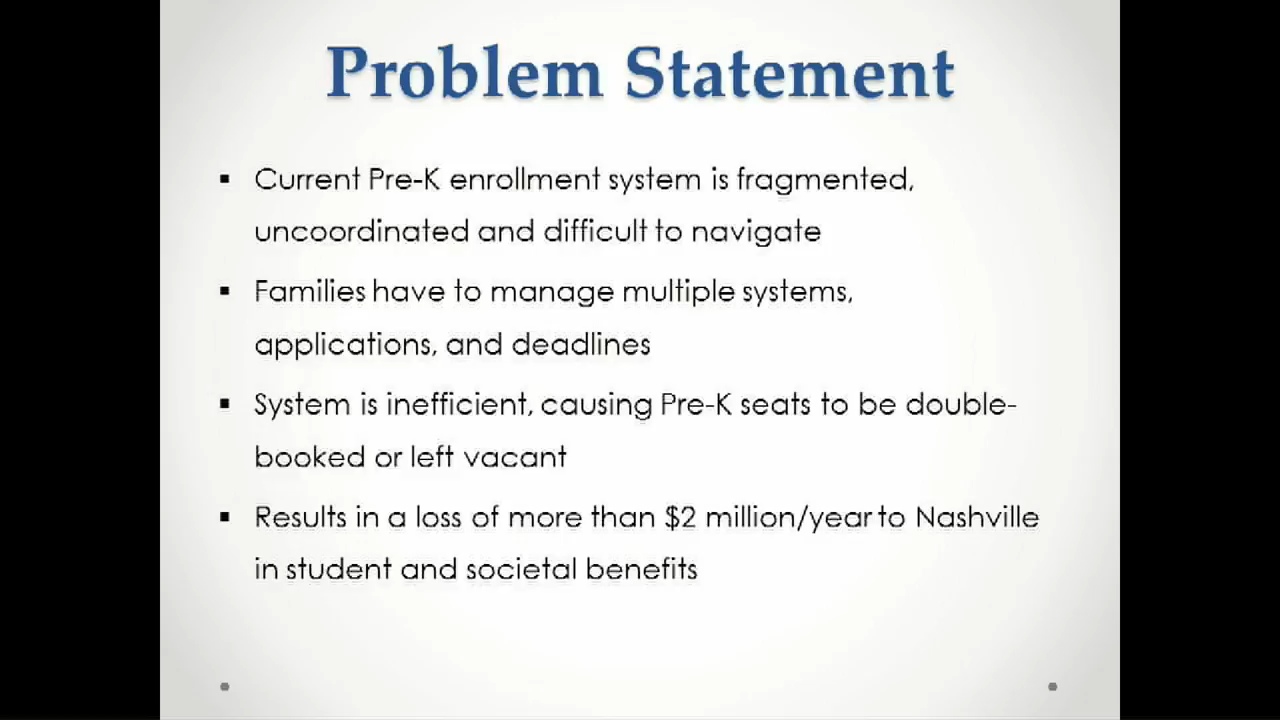 Problem Statement
▪ Current Pre-K enrollment system is fragmented,
uncoordinated and difficult to navigate
▪ Families have to manage multiple systems,
applications, and deadlines
▪ System is inefficient, causing Pre-K seats to be double-
booked or left vacant
▪ Results in a loss of more than $2 million/year to Nashville
in student and societal benefits